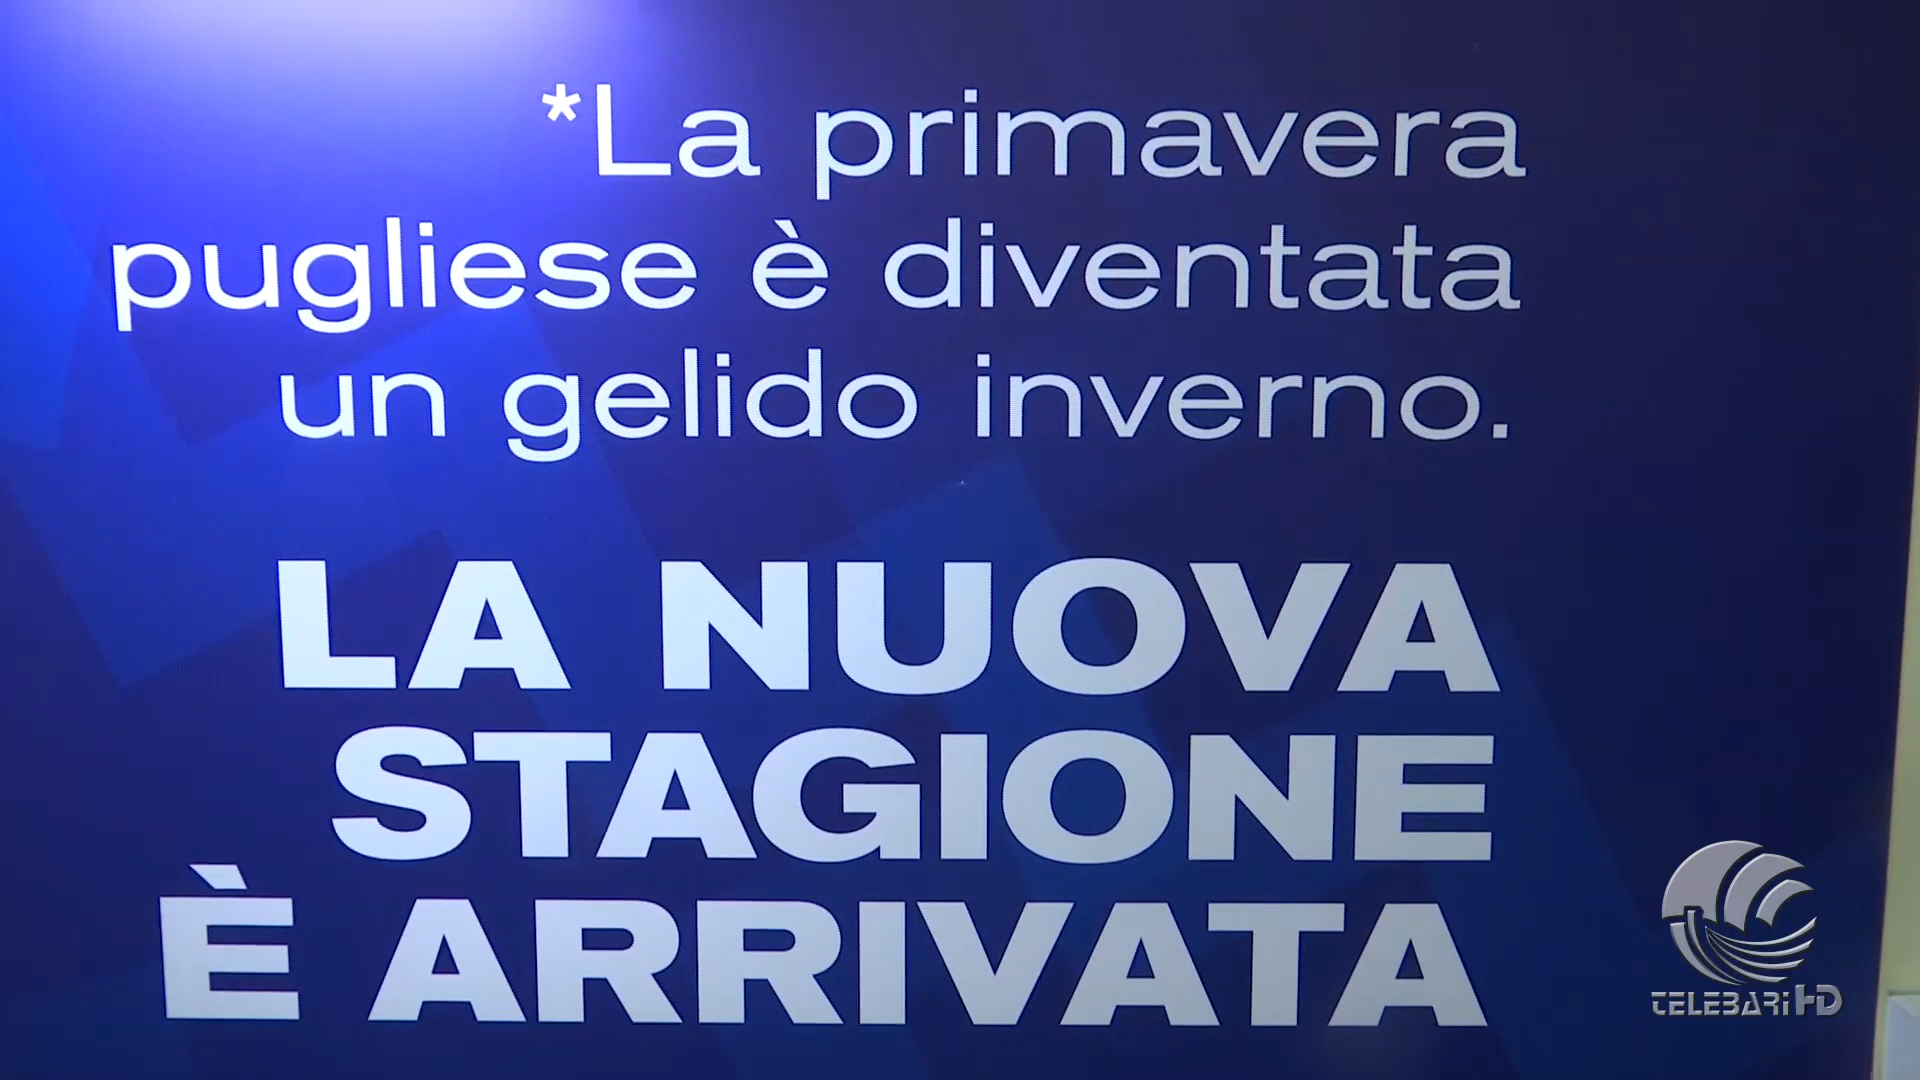 *La primavera
pugliese è diventata
un gelido inverno.
LA NUOVA
STAGIONE
È ARRIVATA
TELEBARI HD